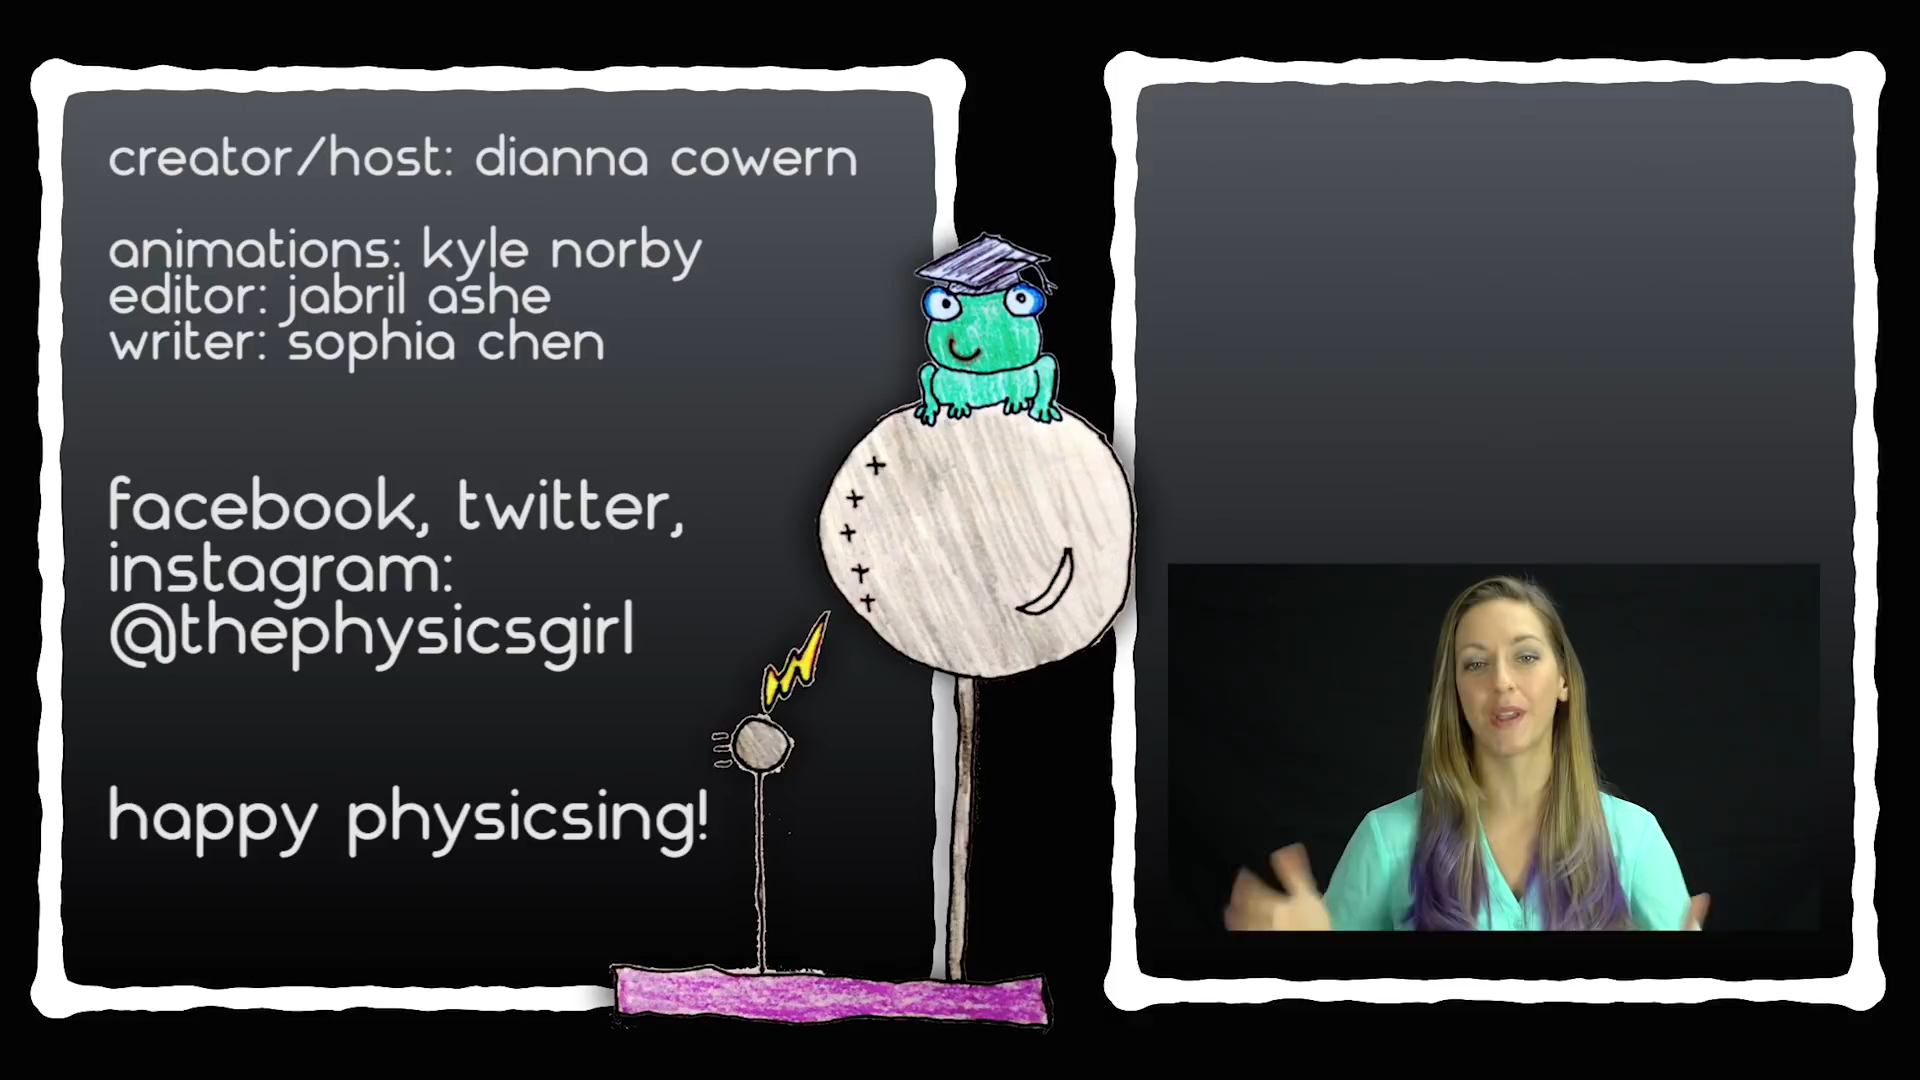 creator/host: dianna cowern
animations: kyle norby
editor: jabril ashe
writer: sophia chen
facebook, twitter,
instagram:
@thephysicsgirl
happy physicsing!
+
+
+
+
+